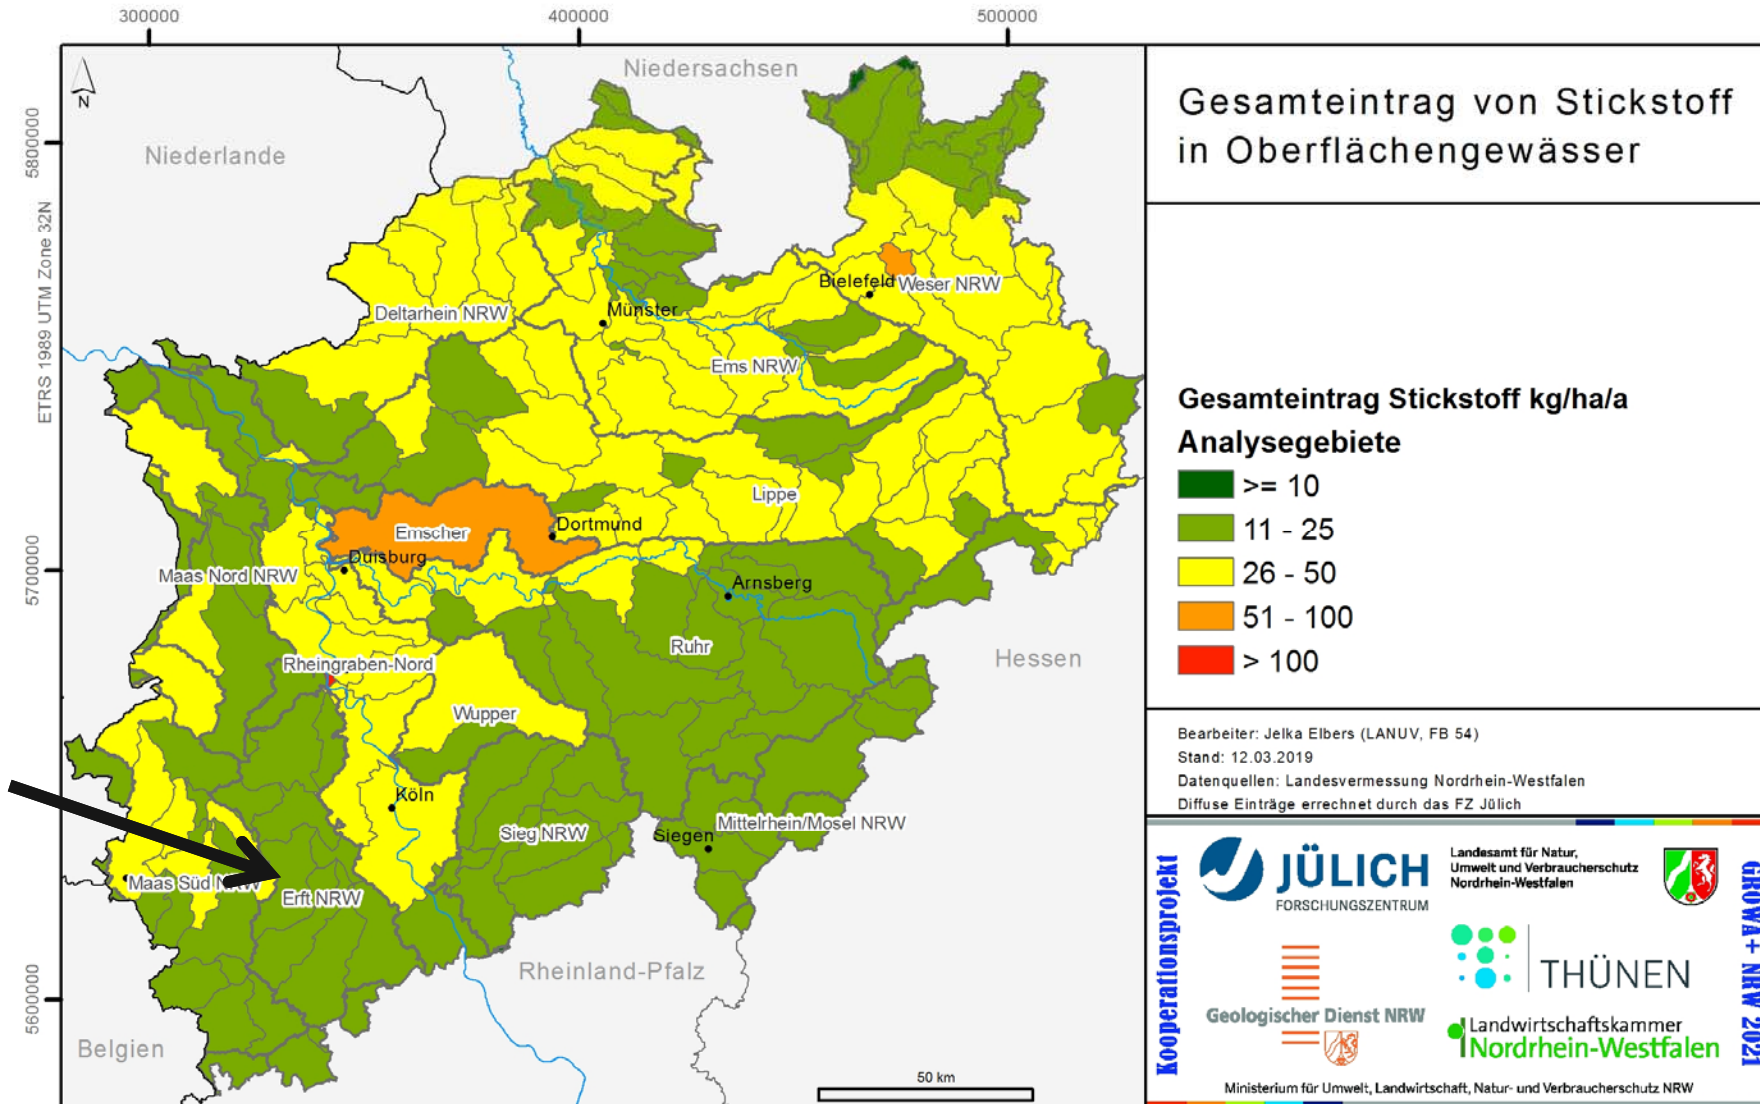 300000
400000
500000
5800000
5700000
5600000
ETRS 1989 UTM Zone 32N
N
Niederlande
Niedersachsen
Hessen
Rheinland-Pfalz
Belgien
Deltarhein NRW
Münster
Bielefeld
Weser NRW
Ems NRW
Lippe
Emscher
Dortmund
Duisburg
Maas Nord NRW
Arnsberg
Ruhr
Rheingraben-Nord
Wupper
Köln
Sieg NRW
Siegen
Mittelrhein/Mosel NRW
Maas Süd NRW
Erft NRW
50 km
Gesamteintrag von Stickstoff
in Oberflächengewässer
Gesamteintrag Stickstoff kg/ha/a
Analysegebiete
>= 10
11 - 25
26 - 50
51 - 100
> 100
Bearbeiter: Jelka Elbers (LANUV, FB 54)
Stand: 12.03.2019
Datenquellen: Landesvermessung Nordrhein-Westfalen
Diffuse Einträge errechnet durch das FZ Jülich
Kooperationsprojekt
JÜLICH
FORSCHUNGSZENTRUM
Landesamt für Natur,
Umwelt und Verbraucherschutz
Nordrhein-Westfalen
Geologischer Dienst NRW
THÜNEN
Landwirtschaftskammer
Nordrhein-Westfalen
GROWA+ NRW 2021
Ministerium für Umwelt, Landwirtschaft, Natur- und Verbraucherschutz NRW